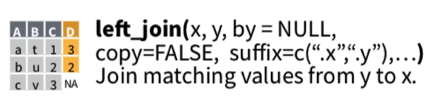 A B C D
a t 1 3
b u 2 2
c v 3 NA
left_join(x, y, by = NULL,
copy=FALSE, suffix=c(“.x”,“.y”),…)
Join matching values from y to x.